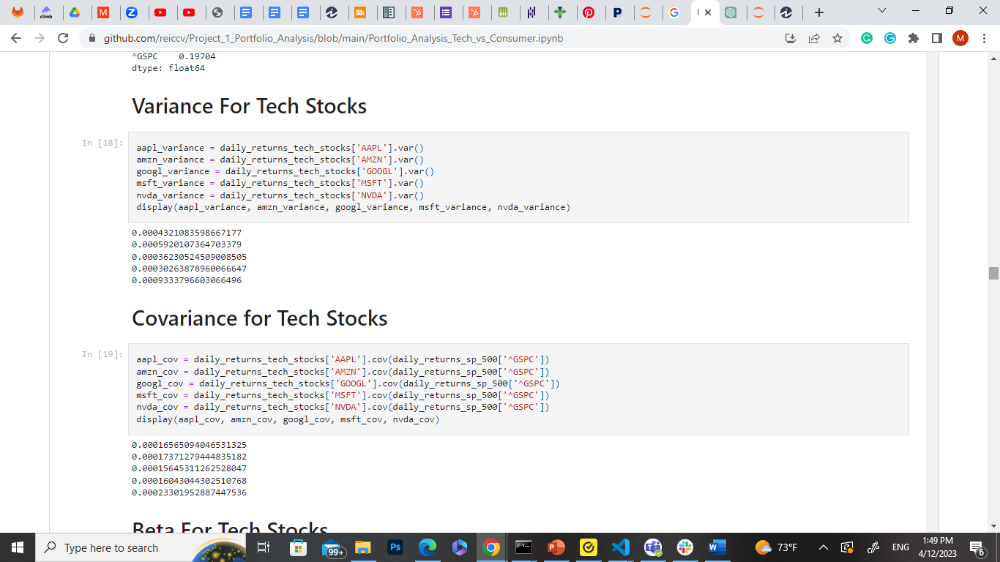 github.com/reiccv/Project_1_Portfolio_Analysis/blob/main/Portfolio_Analysis_Tech_vs_Consumer.ipynb
M
^GSPC    0.19704
dtype: float64
Variance For Tech Stocks
In [18]:
aapl_variance = daily_returns_tech_stocks['AAPL'].var()
amzn_variance = daily_returns_tech_stocks['AMZN'].var()
googl_variance = daily_returns_tech_stocks['GOOGL'].var()
msft_variance = daily_returns_tech_stocks['MSFT'].var()
nvda_variance = daily_returns_tech_stocks['NVDA'].var()
display(aapl_variance, amzn_variance, googl_variance, msft_variance, nvda_variance)
0.0004321083598667177
0.0005920107364703379
0.00036230524509008505
0.00030263878960066647
0.0009333796603066496
Covariance for Tech Stocks
In [19]:
aapl_cov = daily_returns_tech_stocks['AAPL'].cov(daily_returns_sp_500['^GSPC'])
amzn_cov = daily_returns_tech_stocks['AMZN'].cov(daily_returns_sp_500['^GSPC'])
googl_cov = daily_returns_tech_stocks['GOOGL'].cov(daily_returns_sp_500['^GSPC'])
msft_cov = daily_returns_tech_stocks['MSFT'].cov(daily_returns_sp_500['^GSPC'])
nvda_cov = daily_returns_tech_stocks['NVDA'].cov(daily_returns_sp_500['^GSPC'])
display(aapl_cov, amzn_cov, googl_cov, msft_cov, nvda_cov)
0.00016565094046531325
0.00017371279444835182
0.00015645311262528047
0.00016043044302510768
0.00023301952887447536
Beta For Tech Stocks
Type here to search
99+
Ps
73°F
ENG
1:49 PM
4/12/2023
6